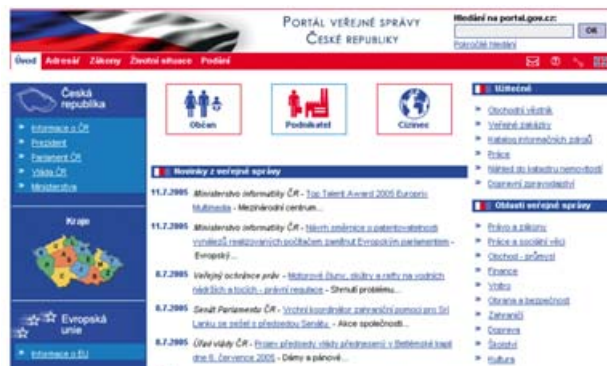 PORTÁL VEŘEJNÉ SPRÁVY
ČESKÉ REPUBLIKY
Hledání na portal.gov.cz:
OK
Pokročilé hledání
Úvod Adresář Zákony Životní situace Podání
Česká
republika
Informace o ČR
Prezident
Parlament ČR
Vláda ČR
Ministerstva
Kraje
Evropská
unie
Informace o EU
Občan
Podnikatel
Cizinec
Novinky z veřejné správy
11.7.2005 Ministerstvo informatiky ČR - Top Talent Award 2005 Europrix
Multimedia - Mezinárodní centrum...
11.7.2005 Ministerstvo informatiky ČR - Návrh směrnice o patentovatelnosti
vynálezů realizovaných počítačem zamítnut Evropským parlamentem -
Evropský...
8.7.2005 Veřejný ochránce práv - Motorové čluny, skútry a rafty na vodních
nádržích a tocích - právní regulace - Shrnutí problému...
8.7.2005 Senát Parlamentu ČR - Vrchní koordinátor zahraniční pomoci pro Srí
Lanku se sešel s předsedou Senátu - Akce společnosti...
8.7.2005 Úřad vlády ČR - Projev předsedy vlády přednesený v Betlémské kapli
dne 6. července 2005 - Dámy a pánové...
Užitečné
Obchodní věstník
Veřejné zakázky
Katalog informačních zdrojů
Práce
Náhled do katastru nemovitostí
Dopravní zpravodajství
Oblasti veřejné správy
Právo a zákony
Práce a sociální věci
Obchod - průmysl
Finance
Vnitro
Obrana a bezpečnost
Zahraničí
Doprava
Školství
Kultura